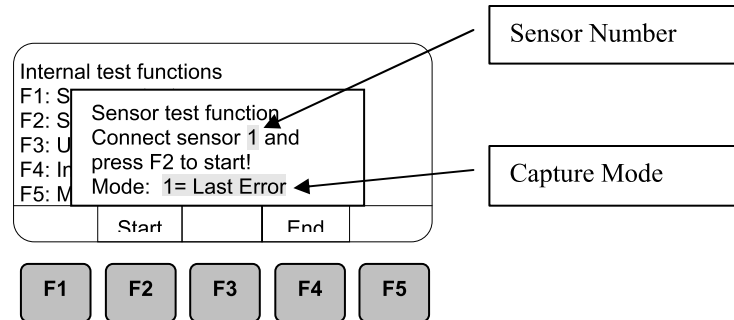 Sensor Number
Internal test functions
F1: S
F2: S
F3: U
F4: In
F5: M
Sensor test function
Connect sensor 1 and
press F2 to start!
Mode: 1= Last Error
Capture Mode
Start End
F1 F2 F3 F4 F5